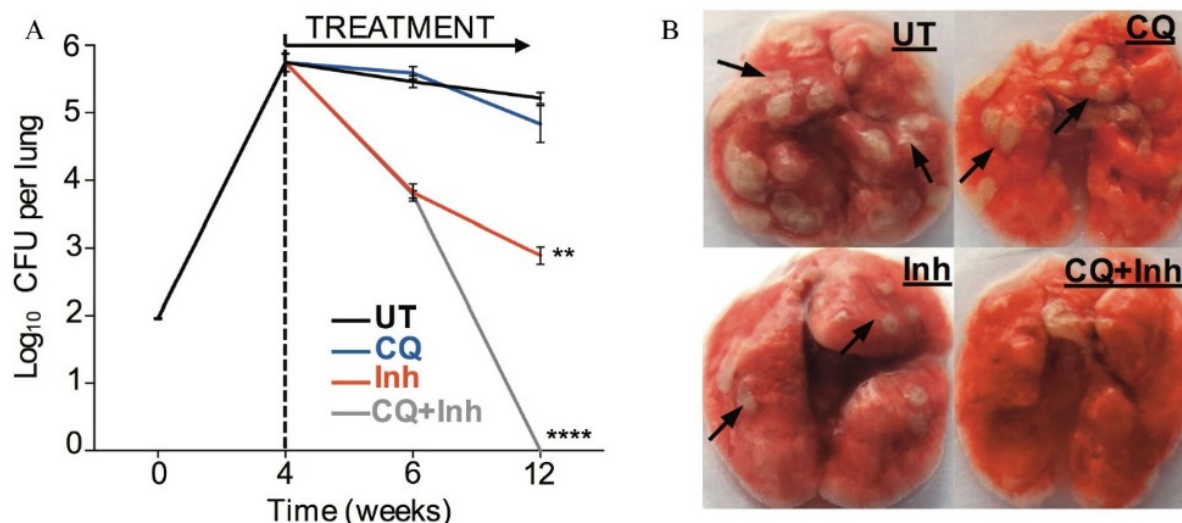 A
TREATMENT
6
5
4
3
2
1
0
Log₁₀ CFU per lung
UT
CQ
Inh
CQ+Inh
**
****
0
4
6
12
Time (weeks)
B
UT
CQ
Inh
CQ+Inh